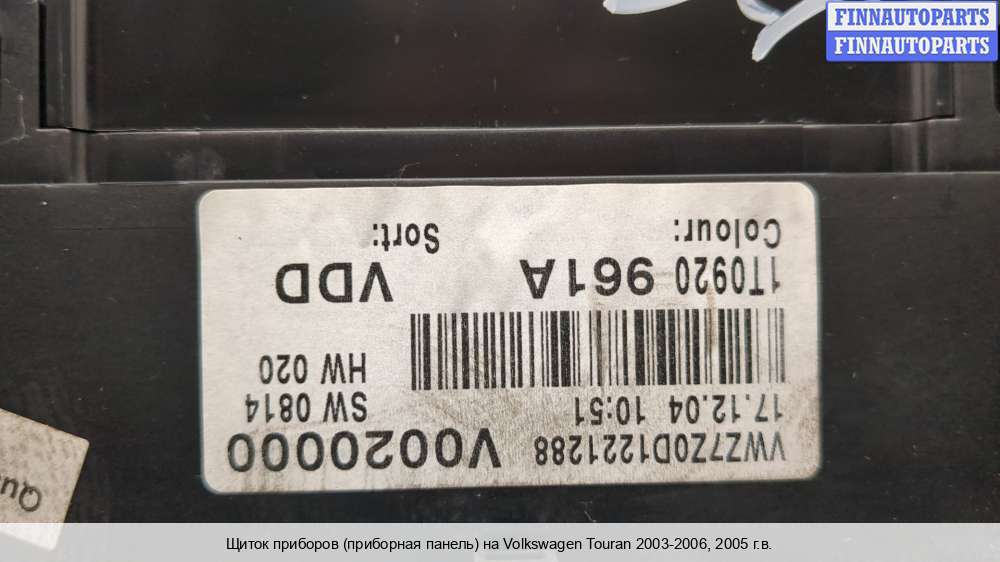 FINNAUTOPARTS
FINNAUTOPARTS
VWZ7Z0D1221288 V0020000
17.12.04 10:51 SW 0814
HW 020
1T0920 961A VDD
Colour: Sort:
Щиток приборов (приборная панель) на Volkswagen Touran 2003-2006, 2005 г.в.